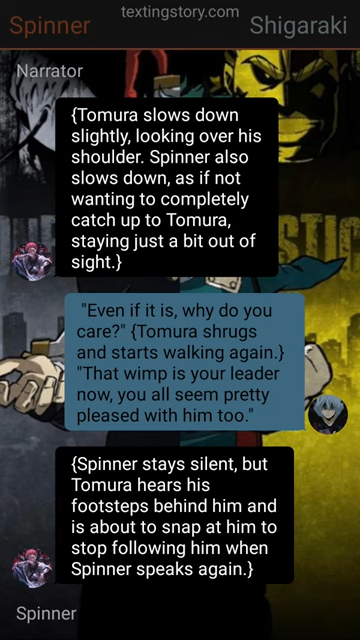 textingstory.com
Spinner
Shigaraki
Narrator
{Tomura slows down
slightly, looking over his
shoulder. Spinner also
slows down, as if not
wanting to completely
catch up to Tomura,
staying just a bit out of
sight.}
"Even if it is, why do you
care?" {Tomura shrugs
and starts walking again.}
"That wimp is your leader
now, you all seem pretty
pleased with him too."
{Spinner stays silent, but
Tomura hears his
footsteps behind him and
is about to snap at him to
stop following him when
Spinner speaks again.}
Spinner